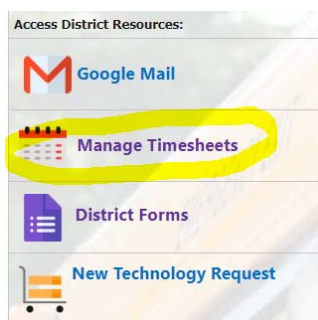 Access District Resources:
Google Mail
Manage Timesheets
District Forms
New Technology Request